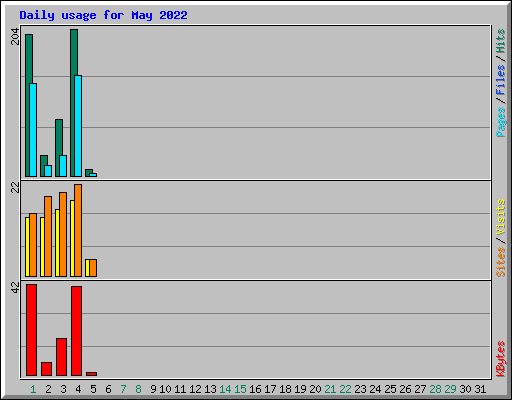 Daily usage for May 2022
204
22
42
Pages / Files / Hits
Sites / Visits
KBytes
1 2 3 4 5 6 7 8 9 10 11 12 13 14 15 16 17 18 19 20 21 22 23 24 25 26 27 28 29 30 31